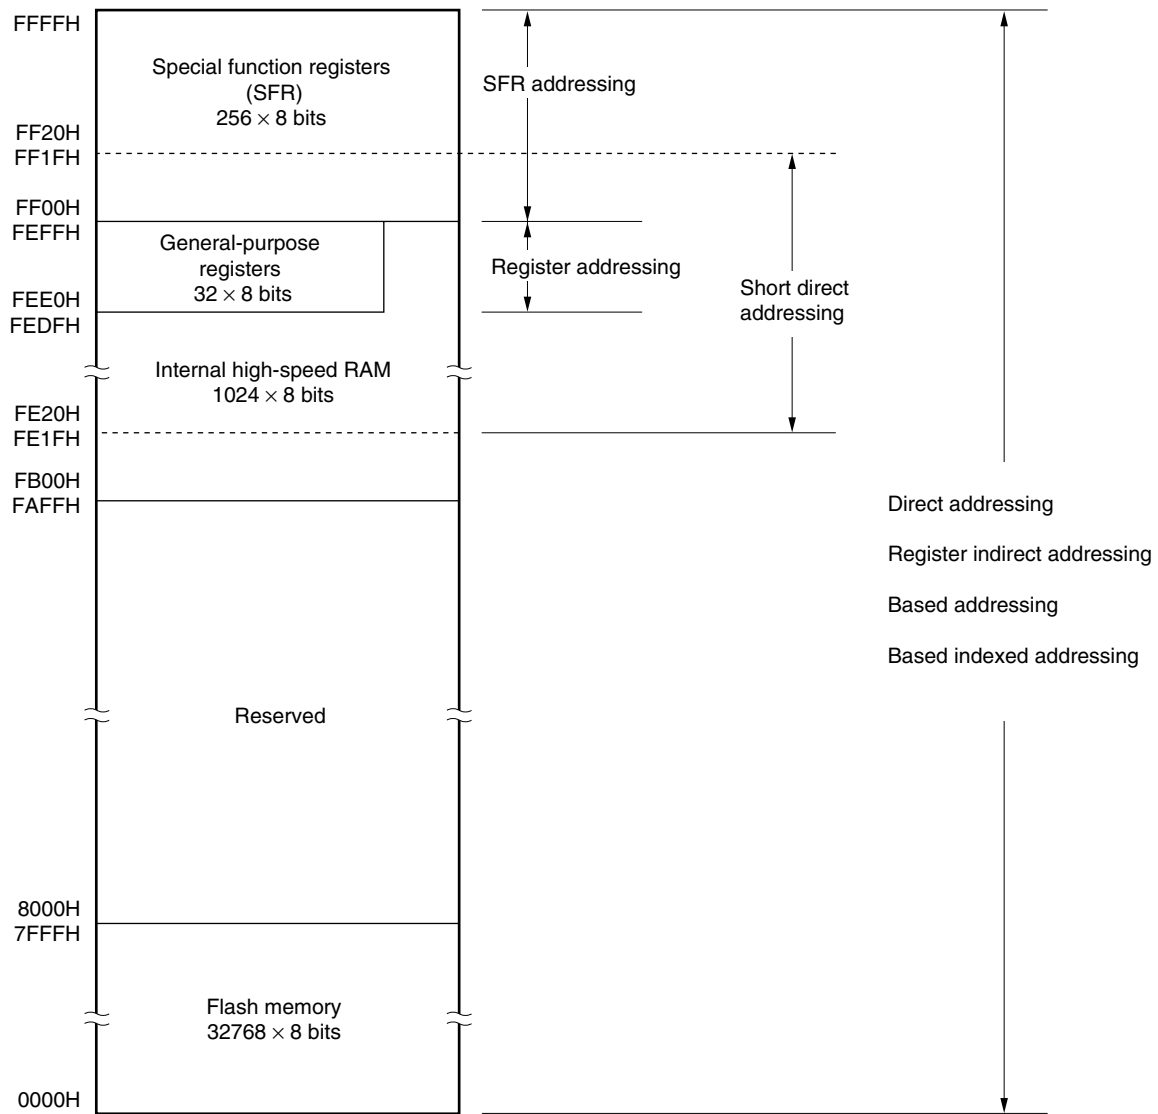 FFFFH
Special function registers
(SFR)
256 × 8 bits
SFR addressing
FF20H
FF1FH
FF00H
FEFFH
General-purpose
registers
32 × 8 bits
Register addressing
Short direct
addressing
FEE0H
FEDFH
Internal high-speed RAM
1024 × 8 bits
FE20H
FE1FH
FB00H
FAFFH
Direct addressing
Register indirect addressing
Based addressing
Based indexed addressing
Reserved
8000H
7FFFH
Flash memory
32768 × 8 bits
0000H